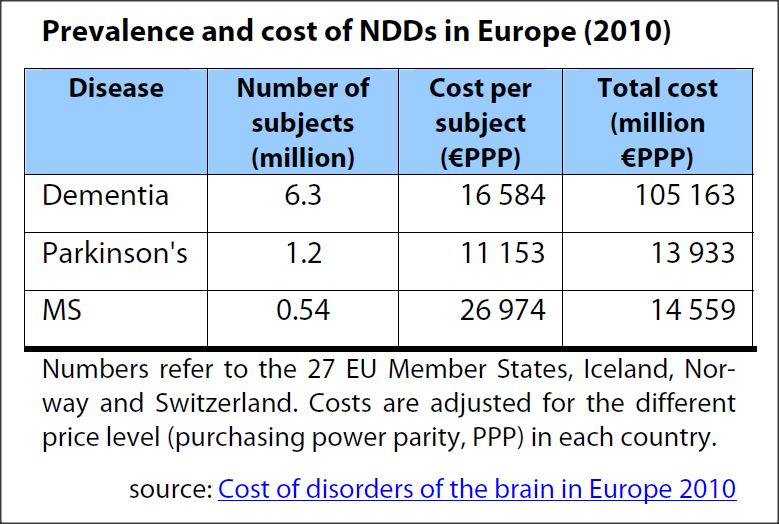 Prevalence and cost of NDDs in Europe (2010)
Disease
Number of
subjects
(million)
Cost per
subject
(€PPP)
Total cost
(million
€PPP)
Dementia 6.3 16 584 105 163
Parkinson's 1.2 11 153 13 933
MS 0.54 26 974 14 559
Numbers refer to the 27 EU Member States, Iceland, Nor-
way and Switzerland. Costs are adjusted for the different
price level (purchasing power parity, PPP) in each country.
source: Cost of disorders of the brain in Europe 2010